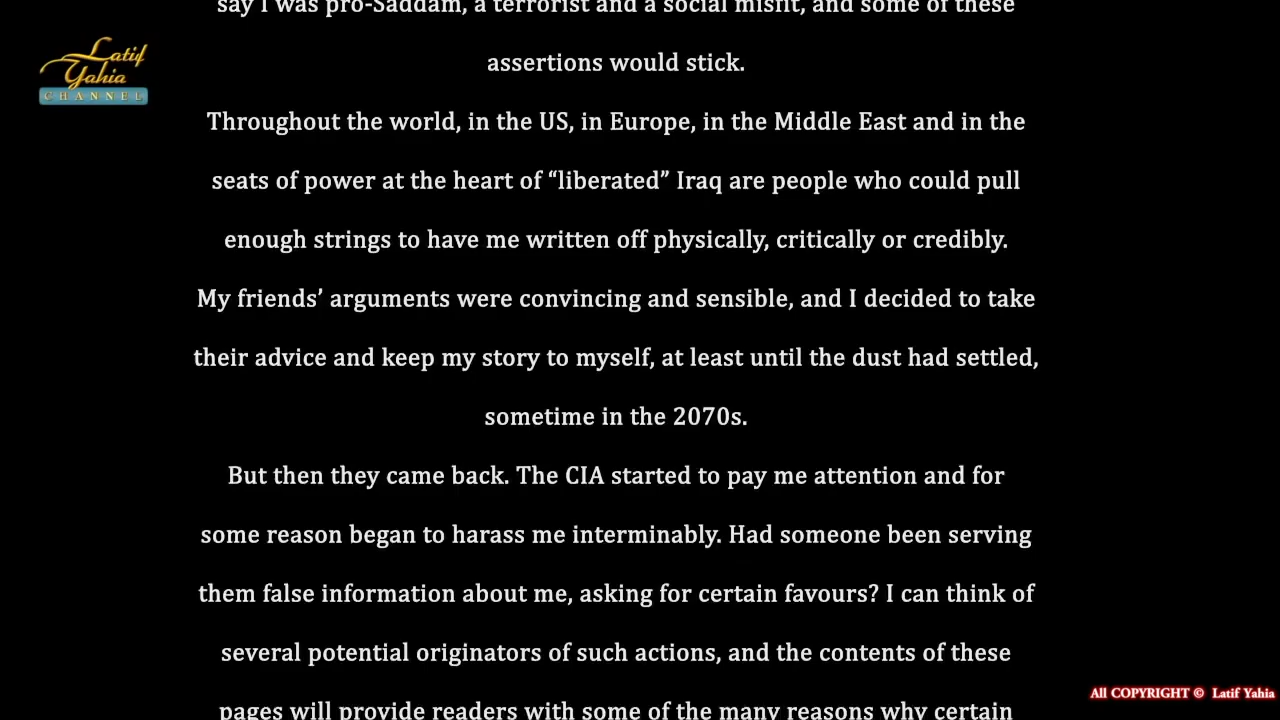 say I was pro-Saddam, a terrorist and a social misfit, and some of these
Latif
Yahia
CHANNEL
assertions would stick.
Throughout the world, in the US, in Europe, in the Middle East and in the
seats of power at the heart of “liberated” Iraq are people who could pull
enough strings to have me written off physically, critically or credibly.
My friends’ arguments were convincing and sensible, and I decided to take
their advice and keep my story to myself, at least until the dust had settled,
sometime in the 2070s.
But then they came back. The CIA started to pay me attention and for
some reason began to harass me interminably. Had someone been serving
them false information about me, asking for certain favours? I can think of
several potential originators of such actions, and the contents of these
pages will provide readers with some of the many reasons why certain
All COPYRIGHT © Latif Yahia